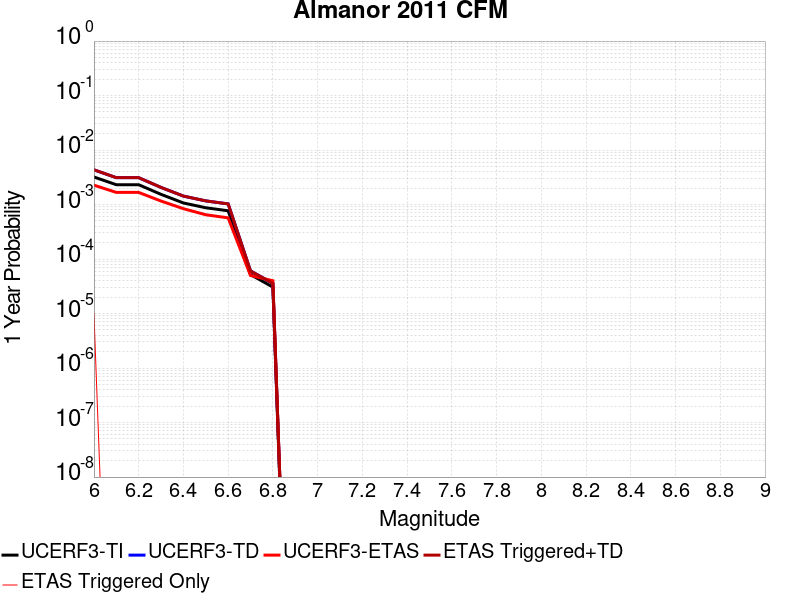 Almanor 2011 CFM
10^0
10^-1
10^-2
10^-3
10^-4
10^-5
10^-6
10^-7
10^-8
1 Year Probability
6 6.2 6.4 6.6 6.8 7 7.2 7.4 7.6 7.8 8 8.2 8.4 8.6 8.8 9
Magnitude
UCERF3-TI UCERF3-TD UCERF3-ETAS ETAS Triggered+TD
ETAS Triggered Only